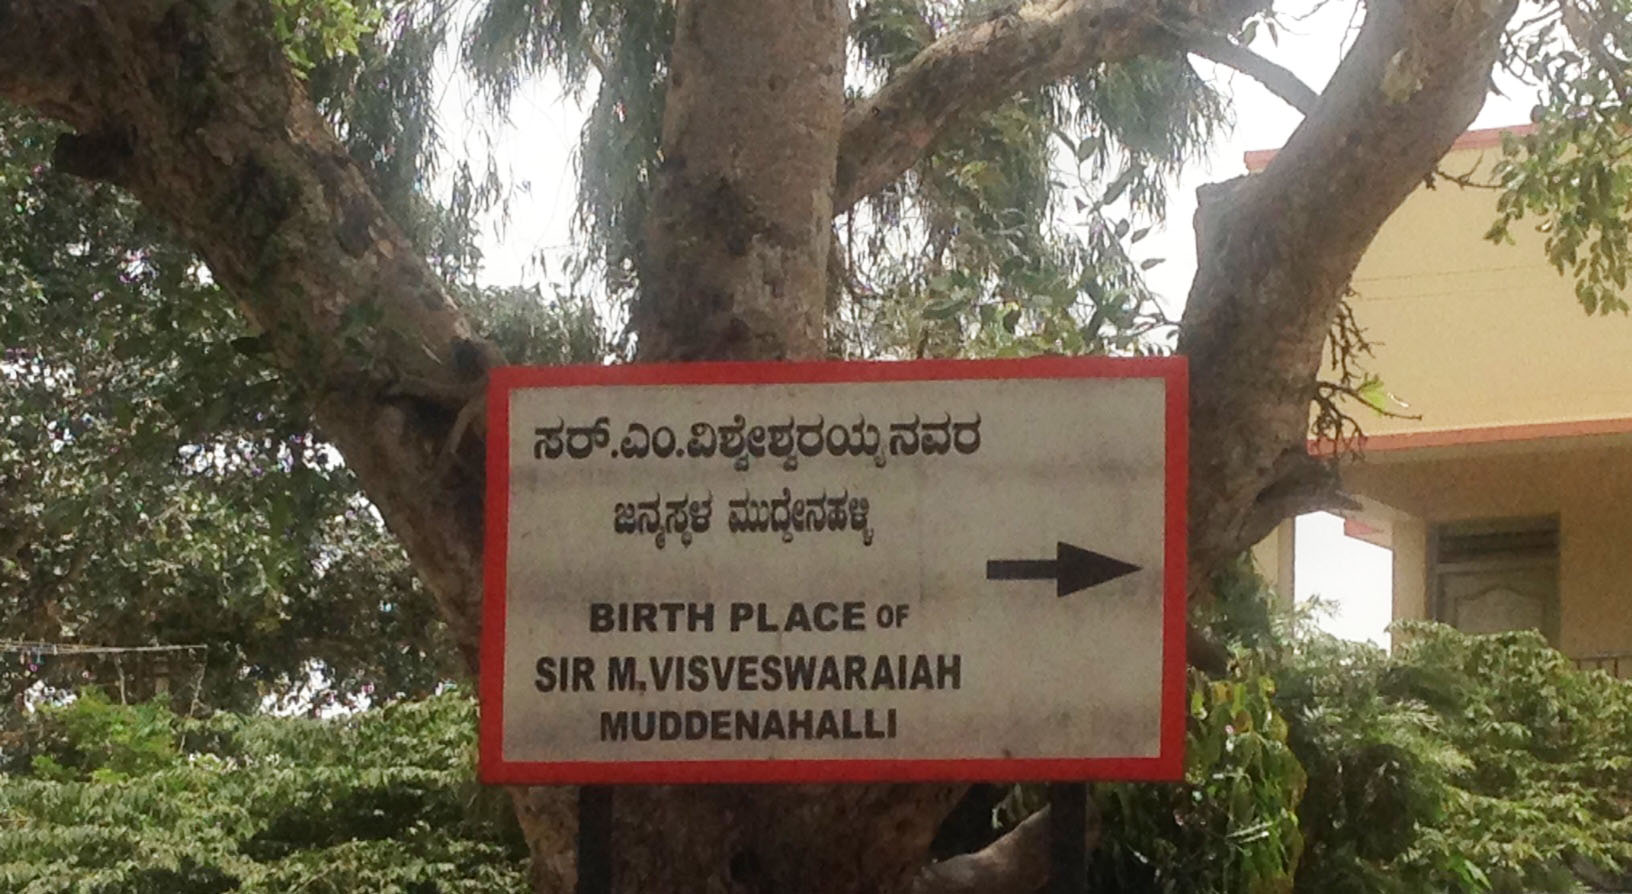 ಸರ್.ಎಂ.ವಿಶ್ವೇಶ್ವರಯ್ಯನವರ
ಜನ್ಮಸ್ಥಳ ಮುದ್ದೇನಹಳ್ಳಿ
BIRTH PLACE OF
SIR M.VISVESWARAIAH
MUDDENAHALLI